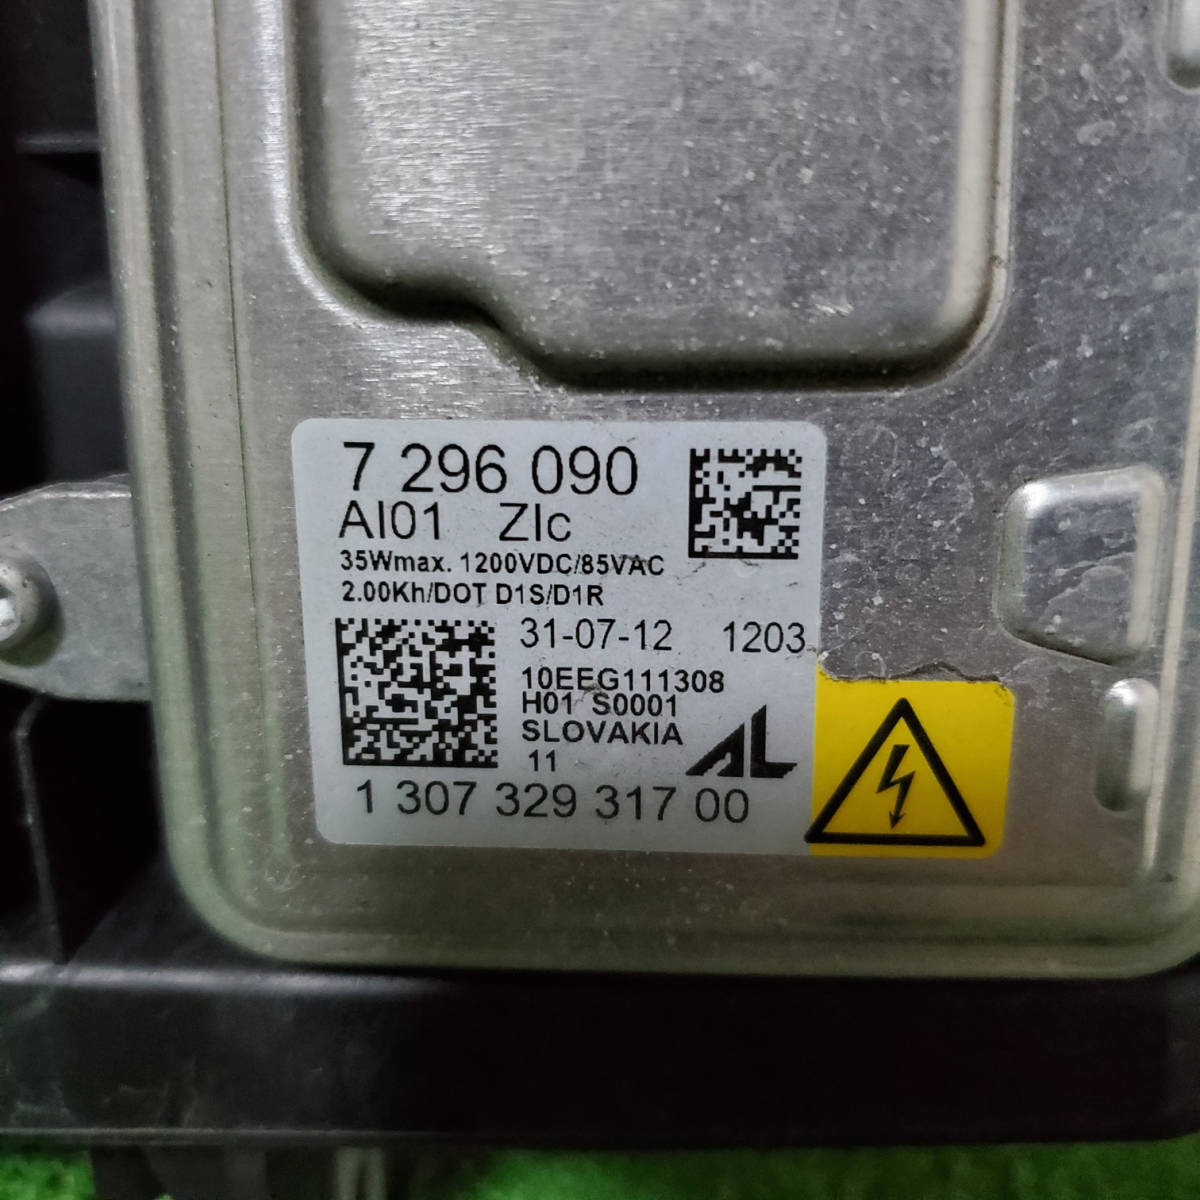 7 296 090
AI01 ZIc
35Wmax. 1200VDC/85VAC
2.00Kh/DOT D1S/D1R
31-07-12 1203
10EEG111308
H01 S0001
SLOVAKIA
11
AL
1 307 329 317 00